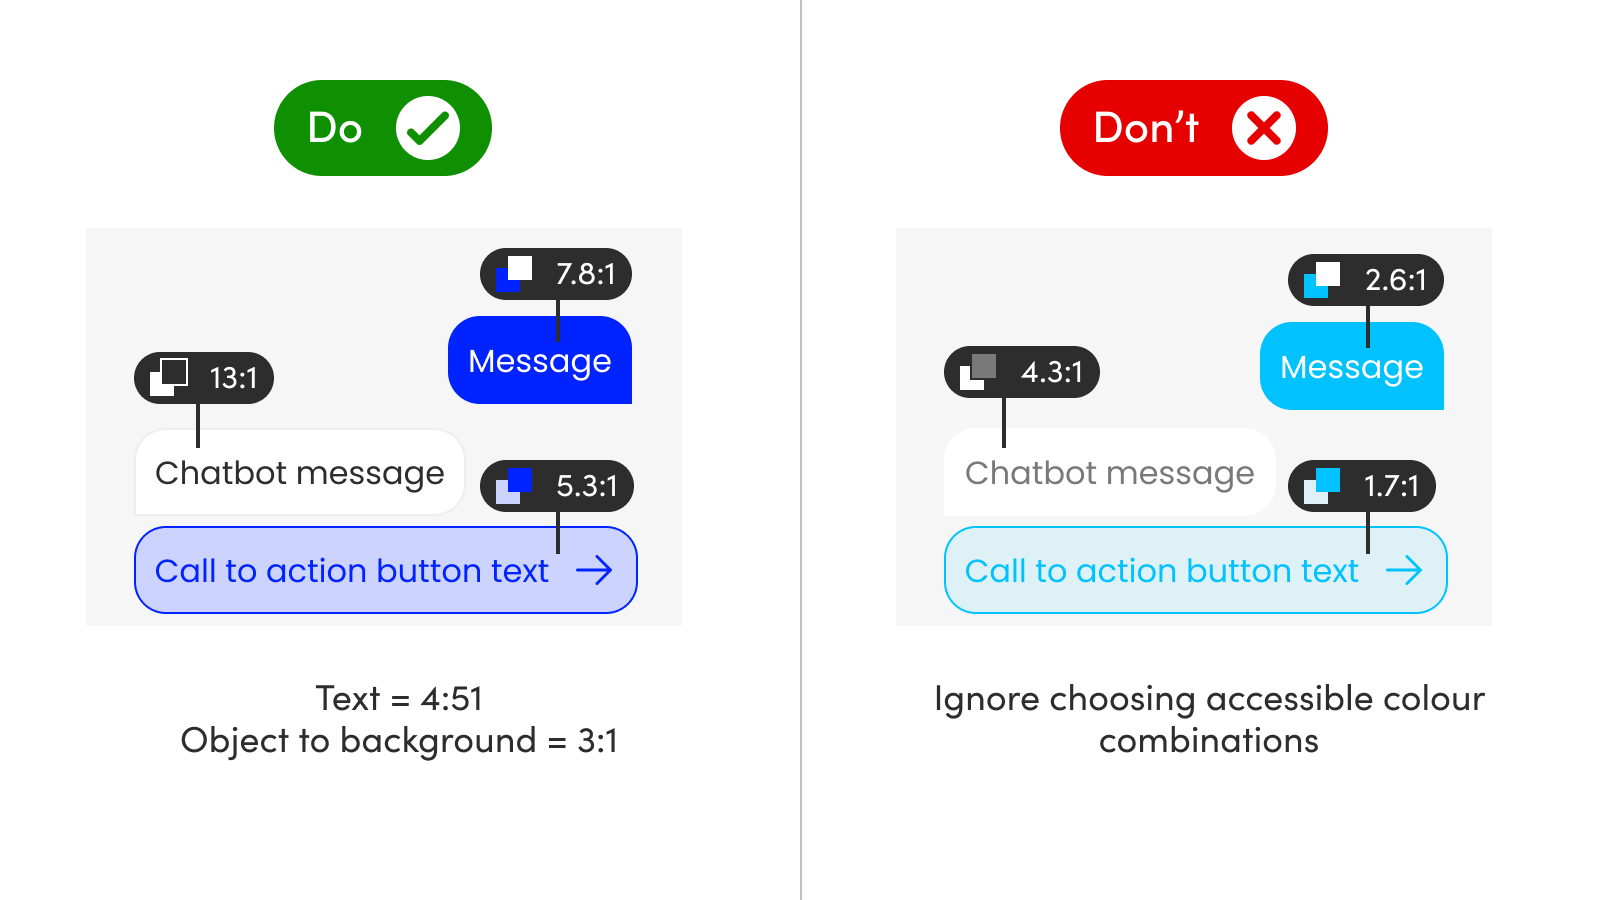 Do
7.8:1
Message
13:1
Chatbot message
5.3:1
Call to action button text
Text = 4:51
Object to background = 3:1
Don't
2.6:1
Message
4.3:1
Chatbot message
1.7:1
Call to action button text
Ignore choosing accessible colour
combinations